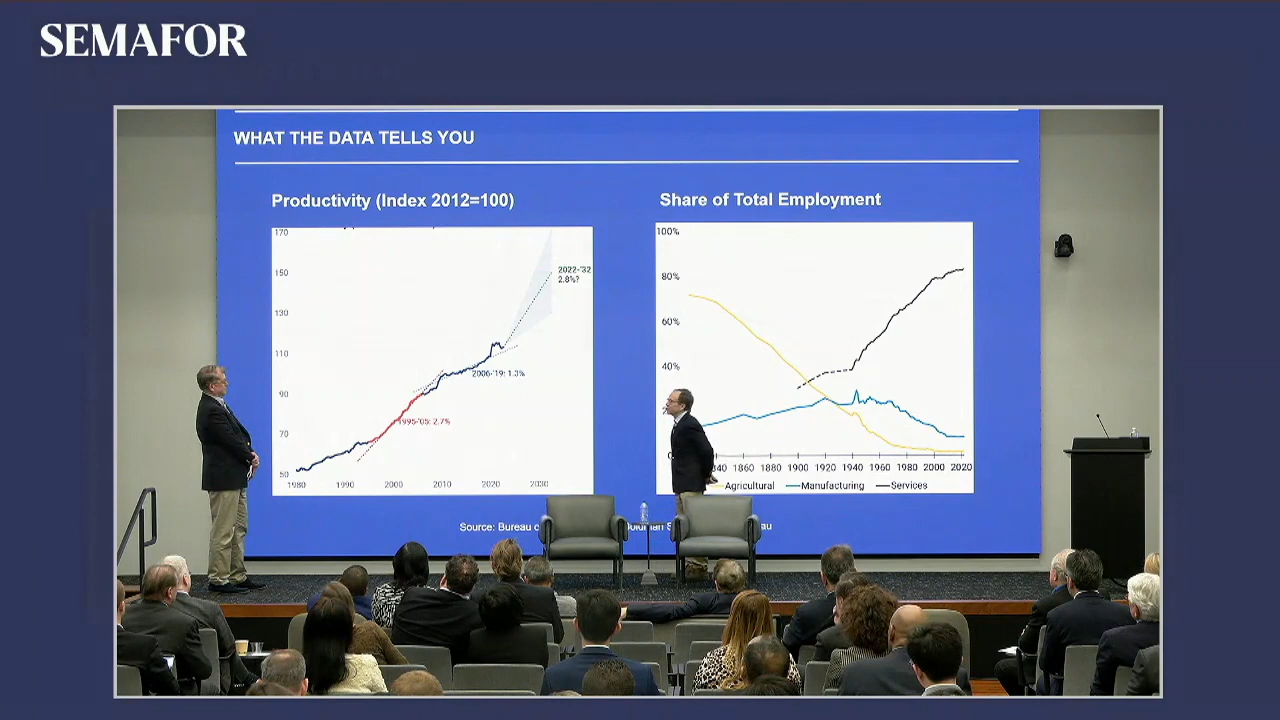 SEMAFOR
WHAT THE DATA TELLS YOU
Productivity (Index 2012=100)
170
150
130
110
90
70
50
1980 1990 2000 2010 2020 2030
2022-'32
2.8%?
2006-'19: 1.3%
1995-'05: 2.7%
Share of Total Employment
100%
80%
60%
40%
1860 1880 1900 1920 1940 1960 1980 2000 2020
Agricultural Manufacturing Services
Source: Bureau